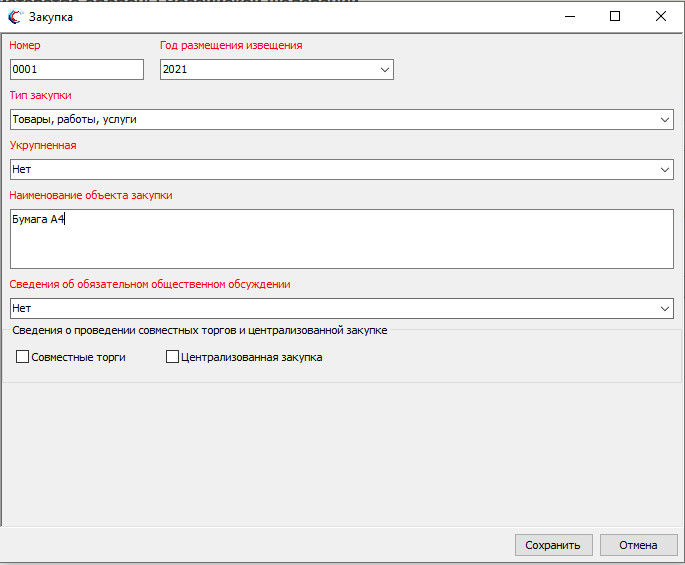 Закупка
Номер Год размещения извещения
0001 2021
Тип закупки
Товары, работы, услуги
Укрупненная
Нет
Наименование объекта закупки
Бумага А4
Сведения об обязательном общественном обсуждении
Нет
Сведения о проведении совместных торгов и централизованной закупке
Совместные торги Централизованная закупка
Сохранить Отмена